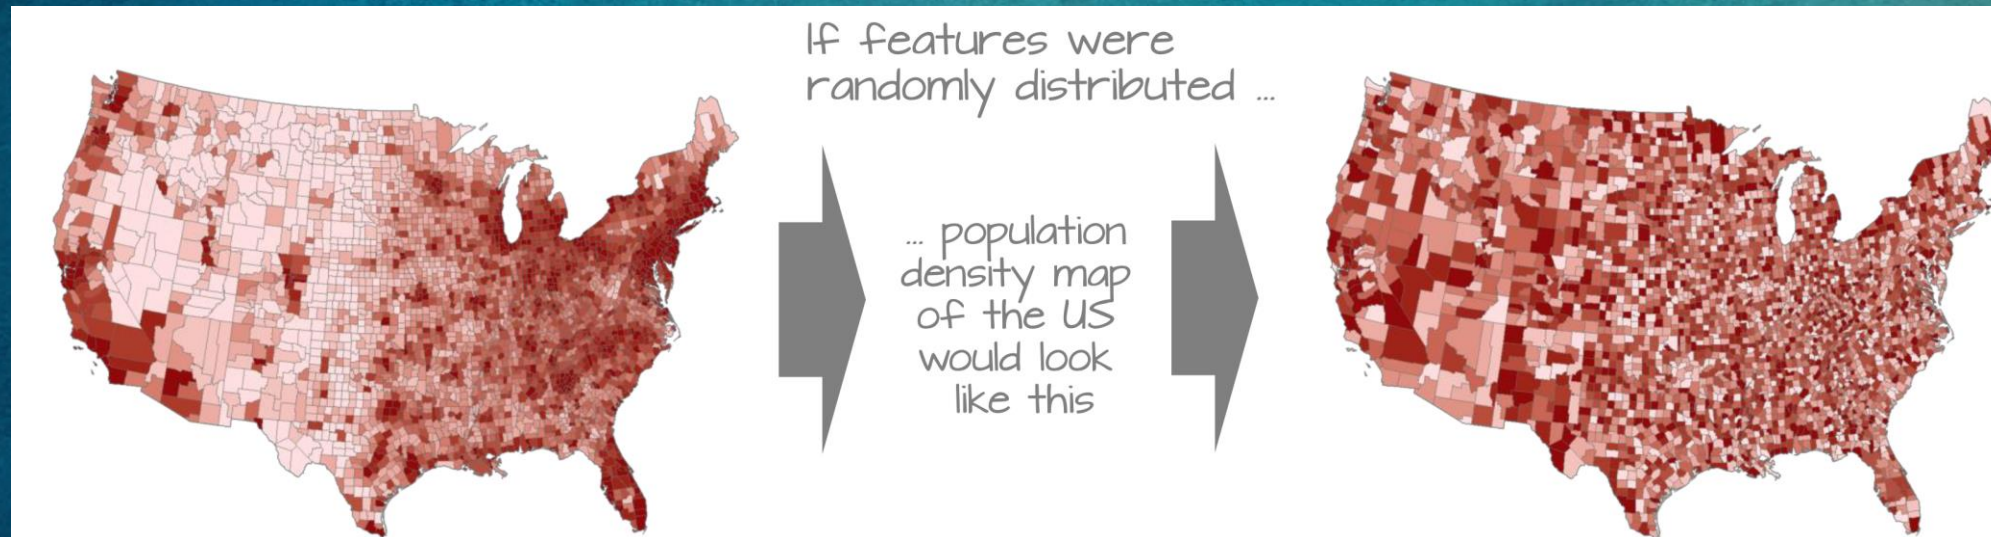 If features were
randomly distributed ...
... population
density map
of the US
would look
like this